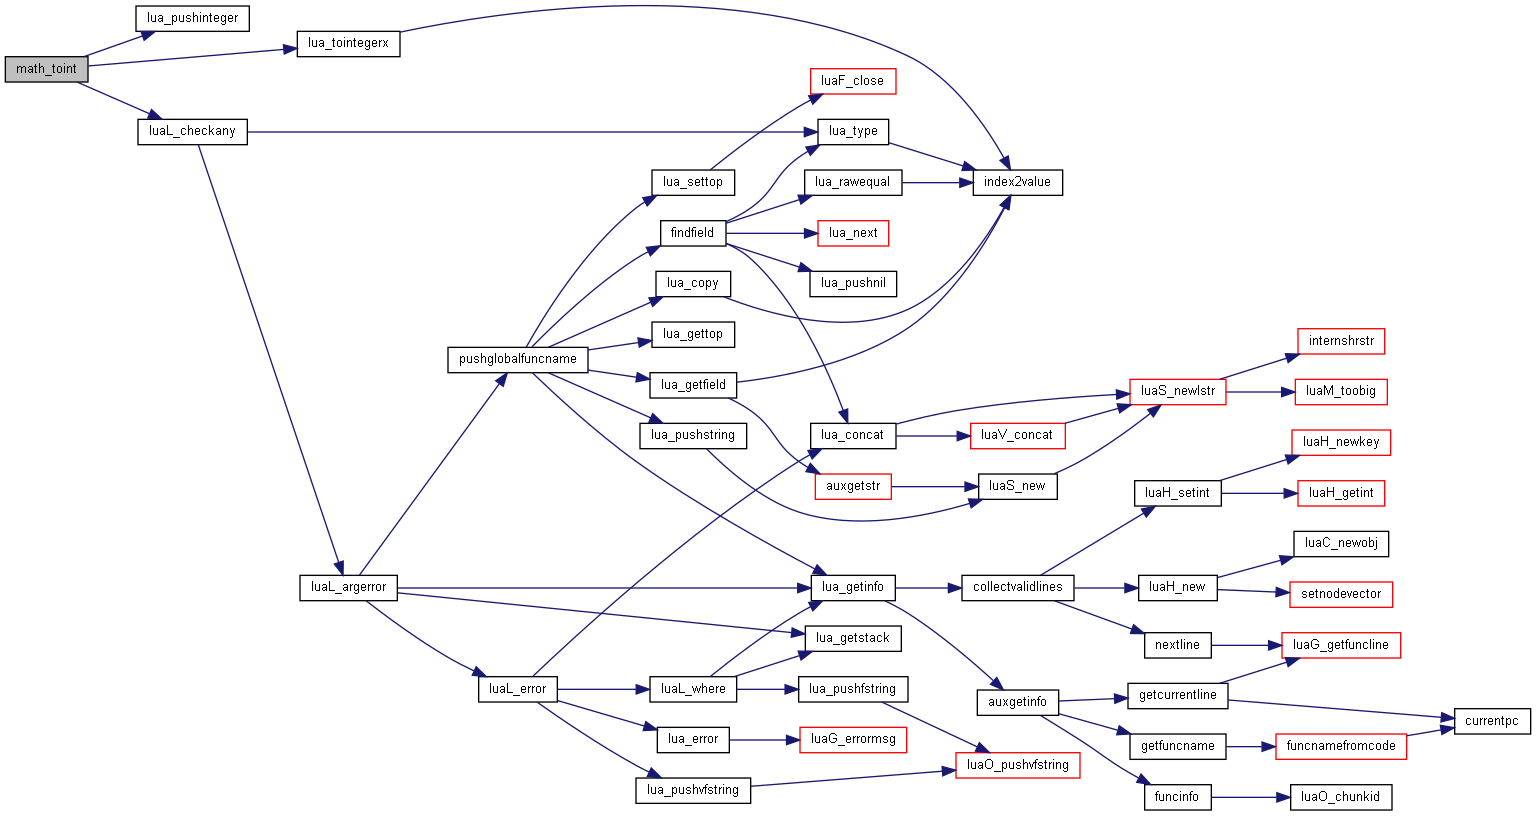 lua_pushinteger
lua_tointegerx
math_toint
luaF_close
luaL_checkany
lua_type
lua_settop
lua_rawequal
index2value
findfield
lua_next
lua_copy
lua_pushnil
lua_gettop
internshrstr
pushglobalfuncname
lua_getfield
luaS_newlstr
luaM_toobig
lua_pushstring
lua_concat
luaV_concat
luaH_newkey
auxgetstr
luaS_new
luaH_setint
luaH_getint
luaC_newobj
luaL_argerror
lua_getinfo
collectvalidlines
luaH_new
setnodevector
lua_getstack
nextline
luaG_getfuncline
luaL_error
luaL_where
lua_pushfstring
auxgetinfo
getcurrentline
currentpc
lua_error
luaG_errormsg
getfuncname
funcnamefromcode
luaO_pushvfstring
lua_pushvfstring
funcinfo
luaO_chunkid